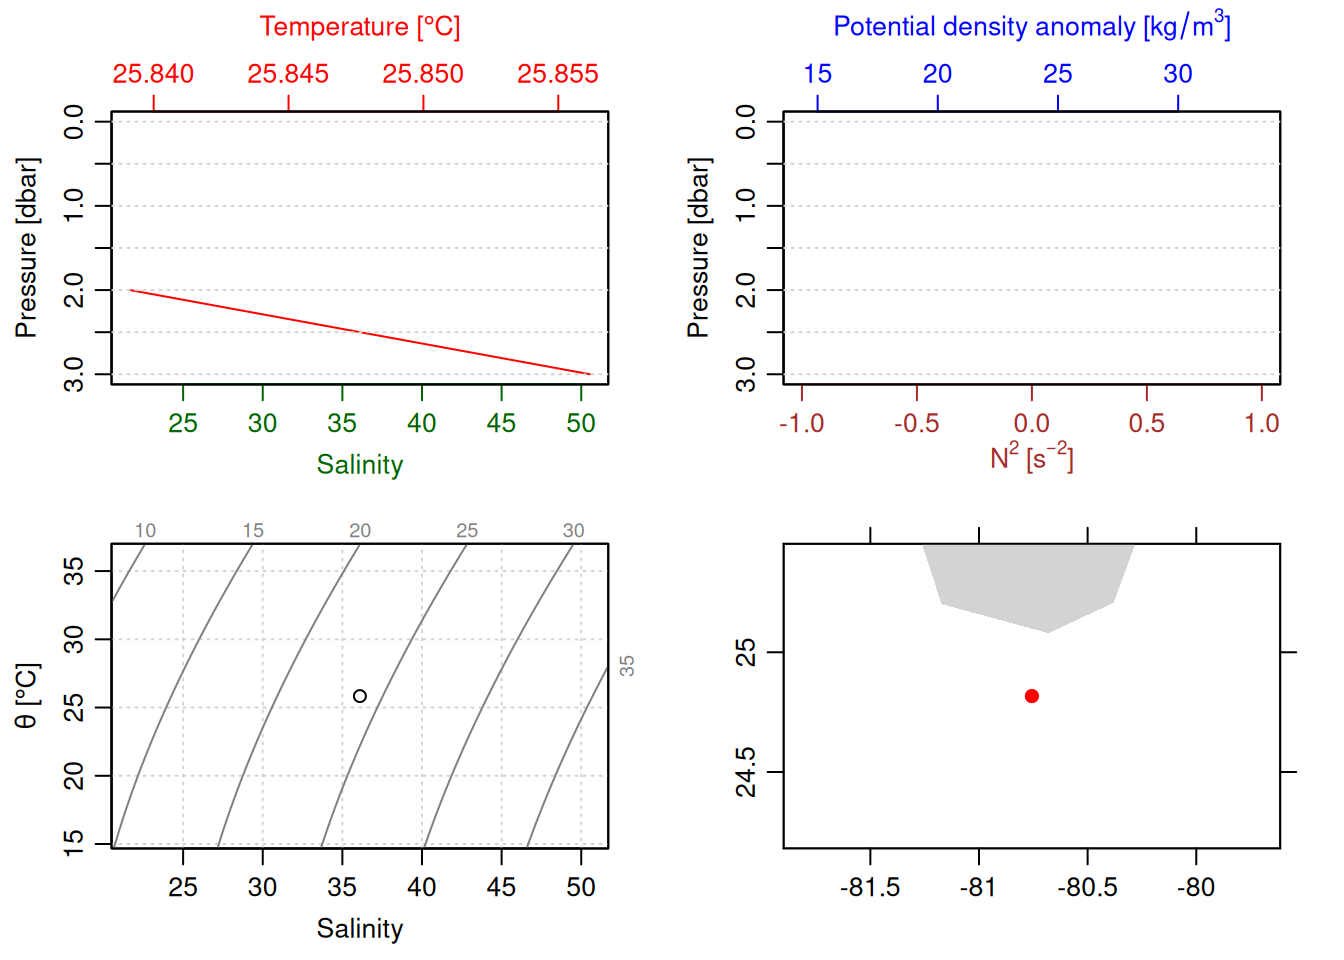 Temperature [°C]
25.840 25.845 25.850 25.855
Pressure [dbar]
0.0 1.0 2.0 3.0
25 30 35 40 45 50
Salinity
Potential density anomaly [kg/m³]
15 20 25 30
Pressure [dbar]
0.0 1.0 2.0 3.0
-1.0 -0.5 0.0 0.5 1.0
N² [s⁻²]
10 15 20 25 30
35
θ [°C]
15 20 25 30 35
25 30 35 40 45 50
Salinity
24.5 25
-81.5 -81 -80.5 -80